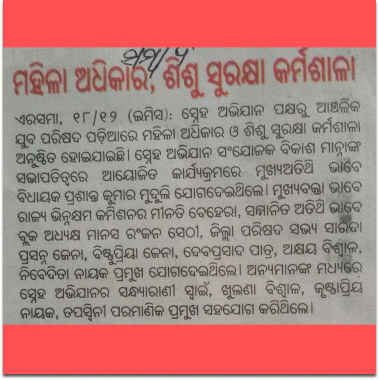 ମହିଳା ଅଧିକାର, ଶିଶୁ ସୁରକ୍ଷା କର୍ମଶାଳା
ଏରସମା, ୧୮/୧୨ (ଇମିସ): ସ୍ନେହ ଅଭିଯାନ ପକ୍ଷରୁ ଆଞ୍ଚଳିକ
ଯୁବ ପରିଷଦ ପଡ଼ିଆରେ ମହିଳା ଅଧିକାର ଓ ଶିଶୁ ସୁରକ୍ଷା କର୍ମଶାଳା
ଅନୁଷ୍ଠିତ ହୋଇଯାଇଛି। ସ୍ନେହ ଅଭିଯାନ ସଂଯୋଜକ ବିକାଶ ମାନ୍ନାଙ୍କ
ସଭାପତିତ୍ୱରେ ଆୟୋଜିତ କାର୍ଯ୍ୟକ୍ରମରେ ମୁଖ୍ୟଅତିଥି ଭାବେ
ବିଧାୟକ ପ୍ରଶାନ୍ତ କୁମାର ମୁଦୁଲି ଯୋଗଦେଇଥିଲେ। ମୁଖ୍ୟବକ୍ତା ଭାବେ
ରାଜ୍ୟ ଭିନ୍ନକ୍ଷମ କମିଶନର ମୀନତି ବେହେରା, ସମ୍ମାନିତ ଅତିଥି ଭାବେ
ବ୍ଲକ ଅଧ୍ୟକ୍ଷ ମାନସ ରଂଜନ ସେଠୀ, ଜିଲ୍ଲା ପରିଷଦ ସଭ୍ୟ ସାରଦା
ପ୍ରସନ୍ନ ଜେନା, ବିଷ୍ଣୁପ୍ରିୟା ଜେନା, ଦେବପ୍ରସାଦ ପାତ୍ର, ଅକ୍ଷୟ ବିଶ୍ୱାଳ,
ନିବେଦିତା ନାୟକ ପ୍ରମୁଖ ଯୋଗଦେଇଥିଲେ। ଅନ୍ୟମାନଙ୍କ ମଧ୍ୟରେ
ସ୍ନେହ ଅଭିଯାନର ସନ୍ଧ୍ୟାରାଣୀ ସ୍ୱାଇଁ, ଖୁଲଣା ବିଶ୍ୱାଳ, କୃଷ୍ଣାପ୍ରିୟ
ନାୟକ, ତପସ୍ୱିନୀ ପରମାଣିକ ପ୍ରମୁଖ ସହଯୋଗ କରିଥିଲେ।